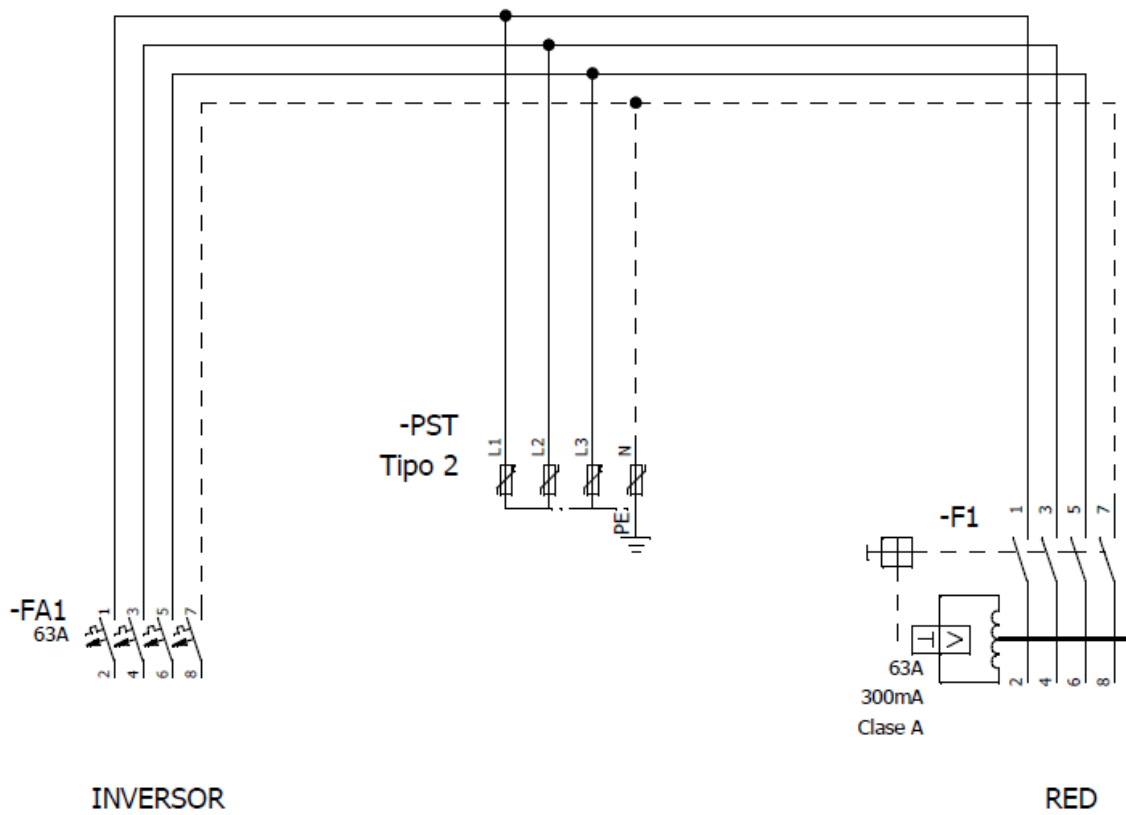 -PST
Tipo 2
L1
L2
L3
N
PE
-F1
1
3
5
7
-FA1
63A
1
3
5
7
2
4
6
8
63A
300mA
Clase A
2
4
6
8
INVERSOR
RED